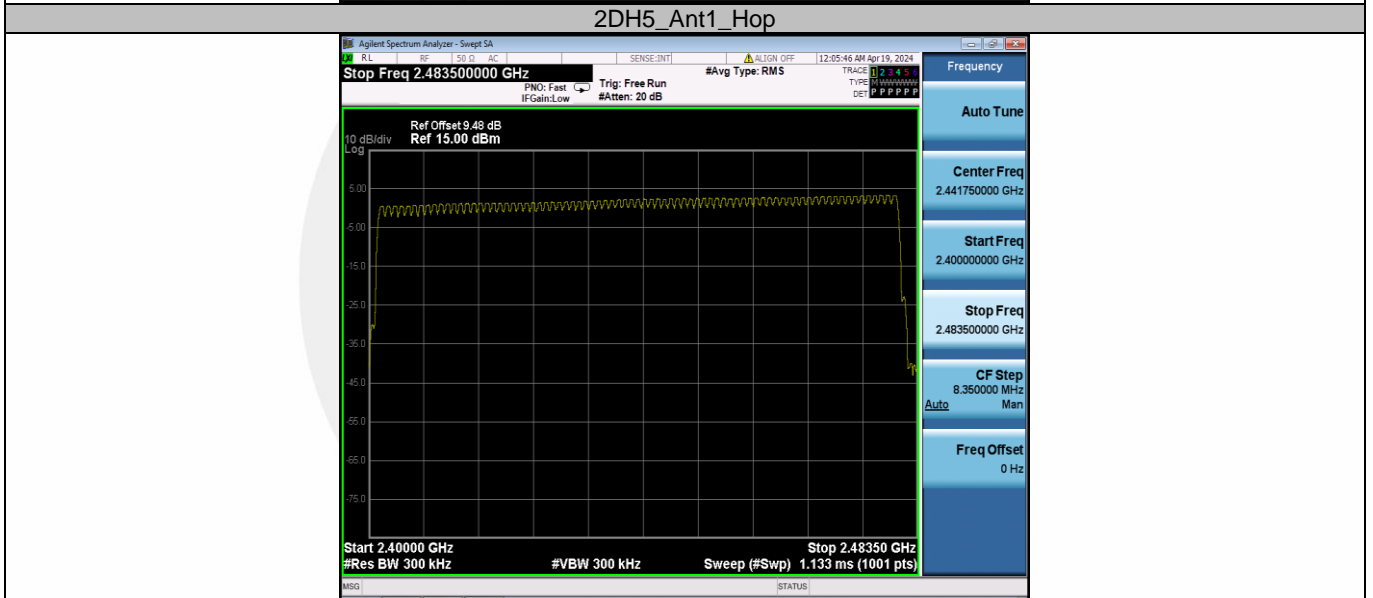 2DH5_Ant1_Hop
Agilent Spectrum Analyzer - Swept SA
RL RF 50 Ω AC SENSE:INT ALIGN OFF 12:05:46 AM Apr 19, 2024
Stop Freq 2.483500000 GHz
PNO: Fast
IFGain:Low
Trig: Free Run
#Atten: 20 dB
#Avg Type: RMS
TRACE 1 2 3 4 5 6
TYPE M W W W W W
DET P P P P P P
Ref Offset 9.48 dB
10 dB/div Ref 15.00 dBm
Log
5.00
-5.00
-15.0
-25.0
-35.0
-45.0
-55.0
-65.0
-75.0
Start 2.40000 GHz Stop 2.48350 GHz
#Res BW 300 kHz #VBW 300 kHz Sweep (#Swp) 1.133 ms (1001 pts)
MSG STATUS
Frequency
Auto Tune
Center Freq
2.441750000 GHz
Start Freq
2.400000000 GHz
Stop Freq
2.483500000 GHz
CF Step
8.350000 MHz
Auto Man
Freq Offset
0 Hz